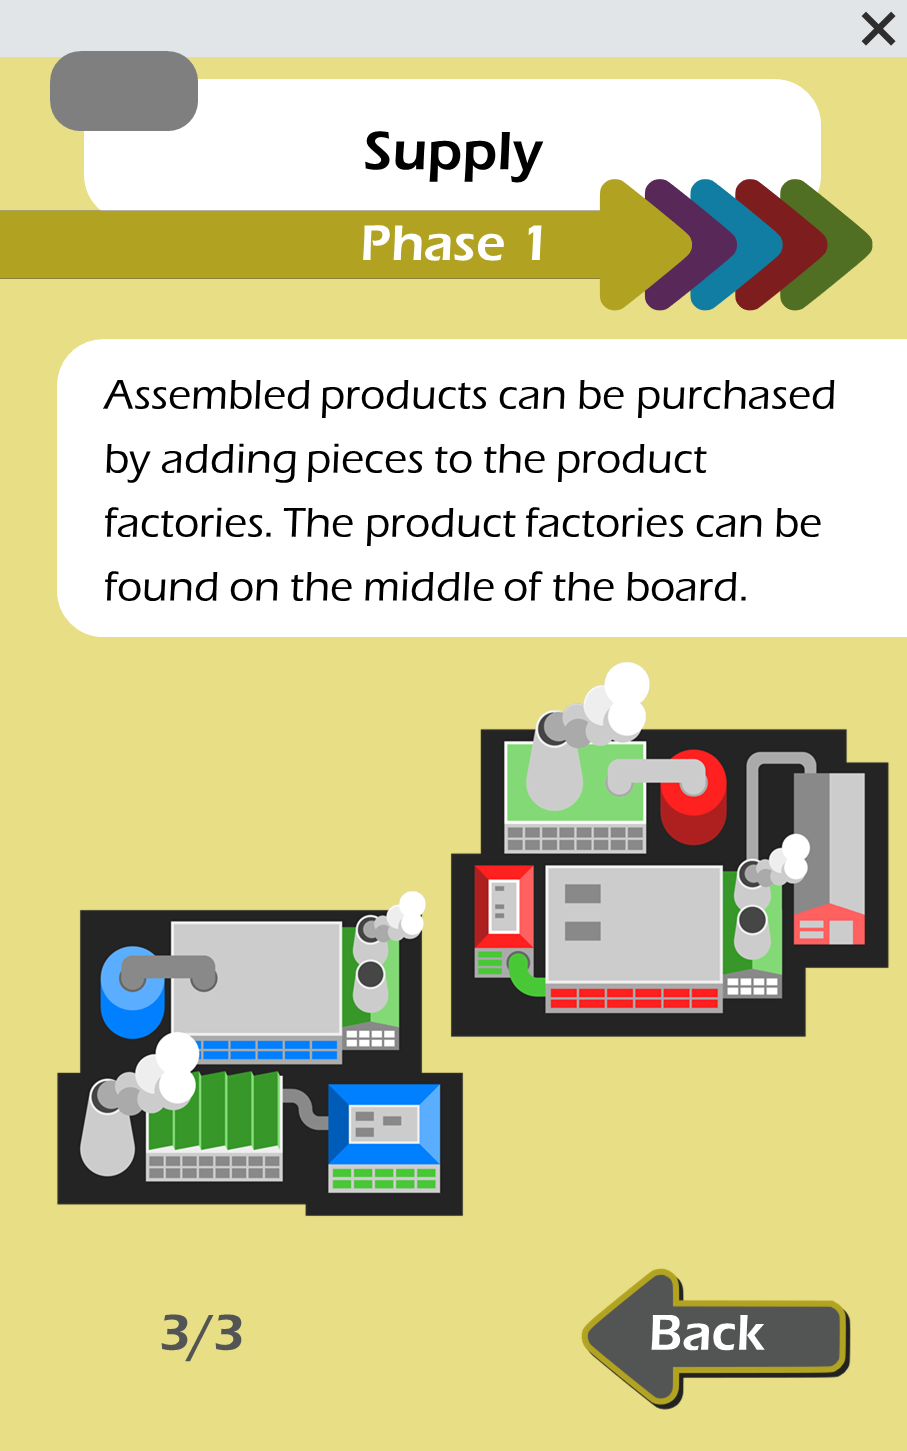 Supply
Phase 1
Assembled products can be purchased
by adding pieces to the product
factories. The product factories can be
found on the middle of the board.
3/3
Back